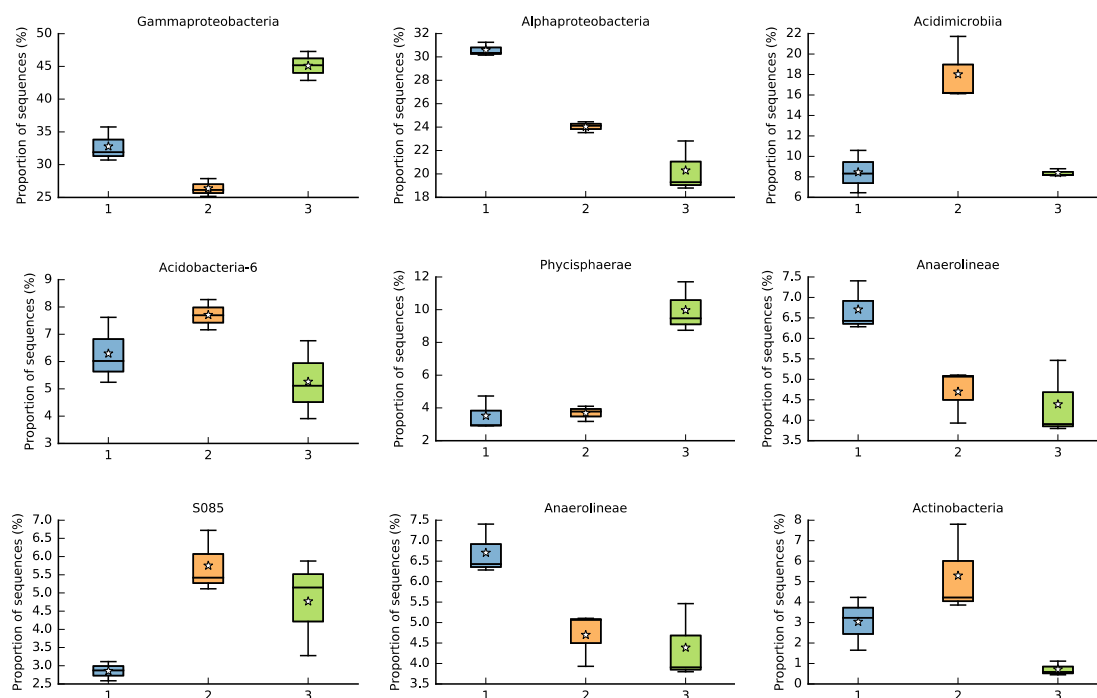 Gammaproteobacteria
Proportion of sequences (%)
50
45
40
35
30
25
1 2 3
Alphaproteobacteria
Proportion of sequences (%)
32
30
28
26
24
22
20
18
1 2 3
Acidimicrobiia
Proportion of sequences (%)
22
20
18
16
14
12
10
8
6
1 2 3
Acidobacteria-6
Proportion of sequences (%)
9
8
7
6
5
4
3
1 2 3
Phycisphaerae
Proportion of sequences (%)
12
10
8
6
4
2
1 2 3
Anaerolineae
Proportion of sequences (%)
7.5
7.0
6.5
6.0
5.5
5.0
4.5
4.0
3.5
1 2 3
S085
Proportion of sequences (%)
7.0
6.5
6.0
5.5
5.0
4.5
4.0
3.5
3.0
2.5
1 2 3
Anaerolineae
Proportion of sequences (%)
7.5
7.0
6.5
6.0
5.5
5.0
4.5
4.0
3.5
1 2 3
Actinobacteria
Proportion of sequences (%)
8
7
6
5
4
3
2
1
0
1 2 3